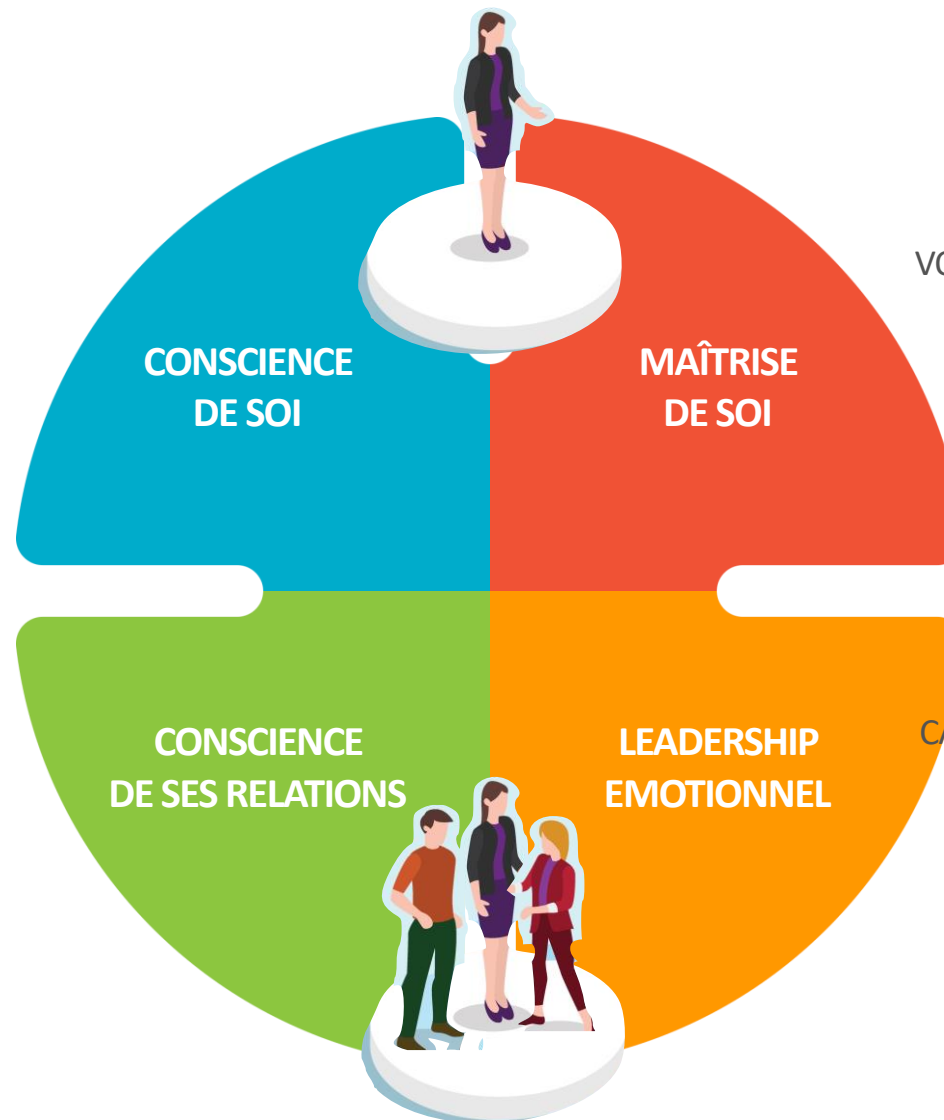 CONSCIENCE
DE SOI
MAÎTRISE
DE SOI
CONSCIENCE
DE SES RELATIONS
LEADERSHIP
EMOTIONNEL